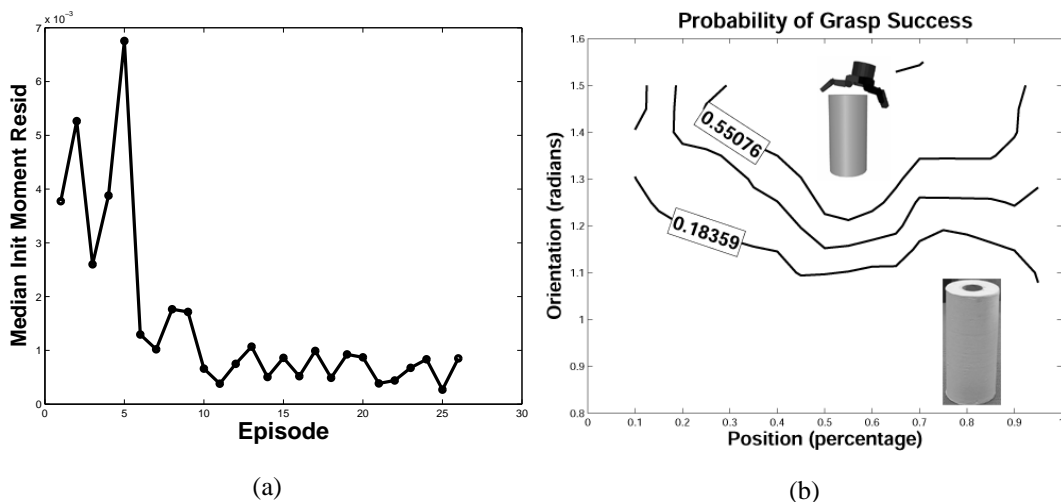 x 10⁻³
7
6
5
4
3
2
1
0
0 5 10 15 20 25 30
Median Init Moment Resid
Episode
(a)
Probability of Grasp Success
1.6
1.5
1.4
1.3
1.2
1.1
1
0.9
0.8
0 0.1 0.2 0.3 0.4 0.5 0.6 0.7 0.8 0.9 1
Orientation (radians)
Position (percentage)
0.55076
0.18359
(b)